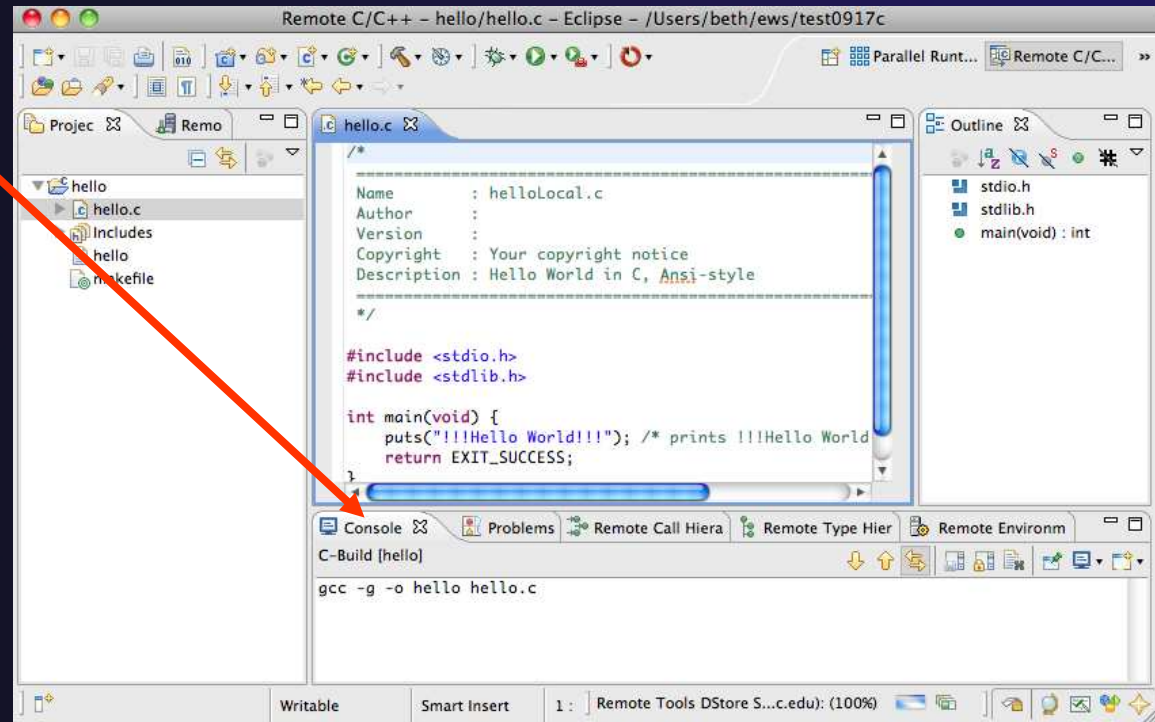 Remote C/C++ – hello/hello.c – Eclipse – /Users/beth/ews/test0917c
010
Parallel Runt... Remote C/C... »
Projec Remo
hello
hello.c
Includes
hello
makefile
hello.c
/*
============================================================
Name : helloLocal.c
Author :
Version :
Copyright : Your copyright notice
Description : Hello World in C, Ansi-style
============================================================
*/
#include <stdio.h>
#include <stdlib.h>
int main(void) {
puts("!!!Hello World!!!"); /* prints !!!Hello World
return EXIT_SUCCESS;
}
Outline
stdio.h
stdlib.h
main(void) : int
Console Problems Remote Call Hiera Remote Type Hier Remote Environm
C-Build [hello]
gcc -g -o hello hello.c
Writable Smart Insert 1 : Remote Tools DStore S...c.edu): (100%)